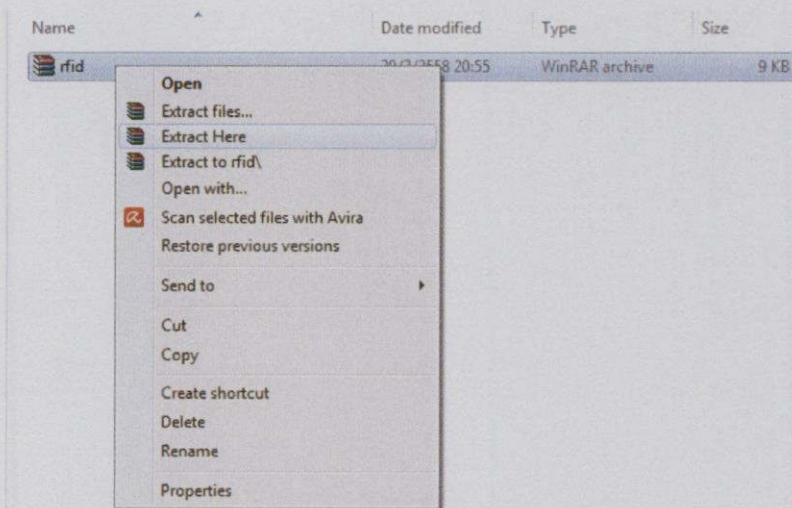 Name Date modified Type Size
rfid 20:55 WinRAR archive 9 KB
Open
Extract files...
Extract Here
Extract to rfid\
Open with...
Scan selected files with Avira
Restore previous versions
Send to
Cut
Copy
Create shortcut
Delete
Rename
Properties